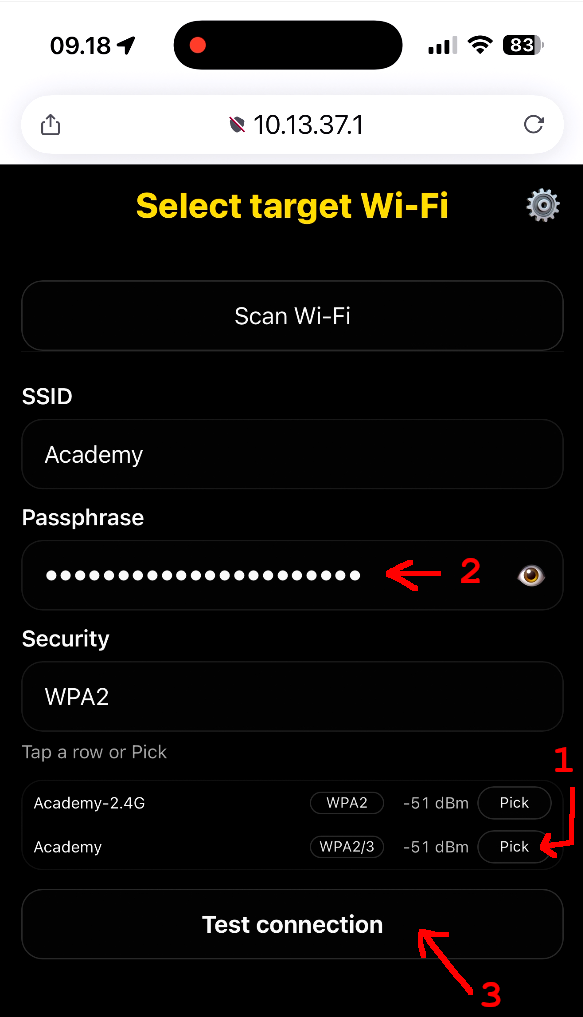 09.18
83
10.13.37.1
Select target Wi-Fi
Scan Wi-Fi
SSID
Academy
Passphrase
•••••••••••••••••••••• 2
Security
WPA2
Tap a row or Pick
1
Academy-2.4G WPA2 -51 dBm Pick
Academy WPA2/3 -51 dBm Pick
Test connection
3